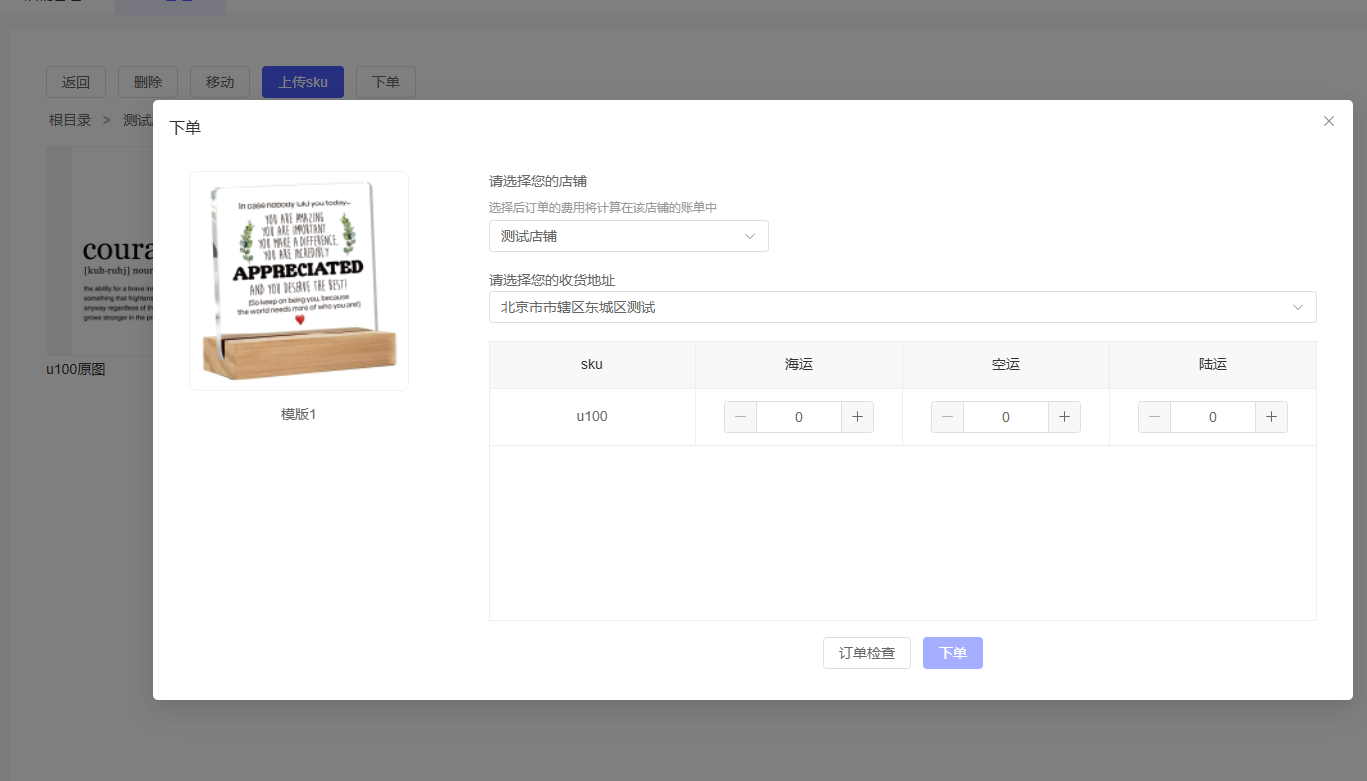 返回 删除 移动 上传sku 下单
根目录 > 测试
下单
请选择您的店铺
选择后订单的费用将计算在该店铺的账单中
测试店铺
请选择您的收货地址
北京市市辖区东城区测试
sku 海运 空运 陆运
u100 0 0 0
订单检查 下单
In case nobody told you today...
YOU ARE AMAZING
YOU ARE IMPORTANT,
YOU MAKE A DIFFERENCE,
YOU ARE INCREDIBLY
APPRECIATED
AND YOU DESERVE THE BEST!
(So keep on being you, because
the world needs more of who you are!)
模版1
coura
[kuh-ruhj] noun
the ability for a brave in
something that frightens
anyway regardless of th
grows stronger in the pr
u100原图